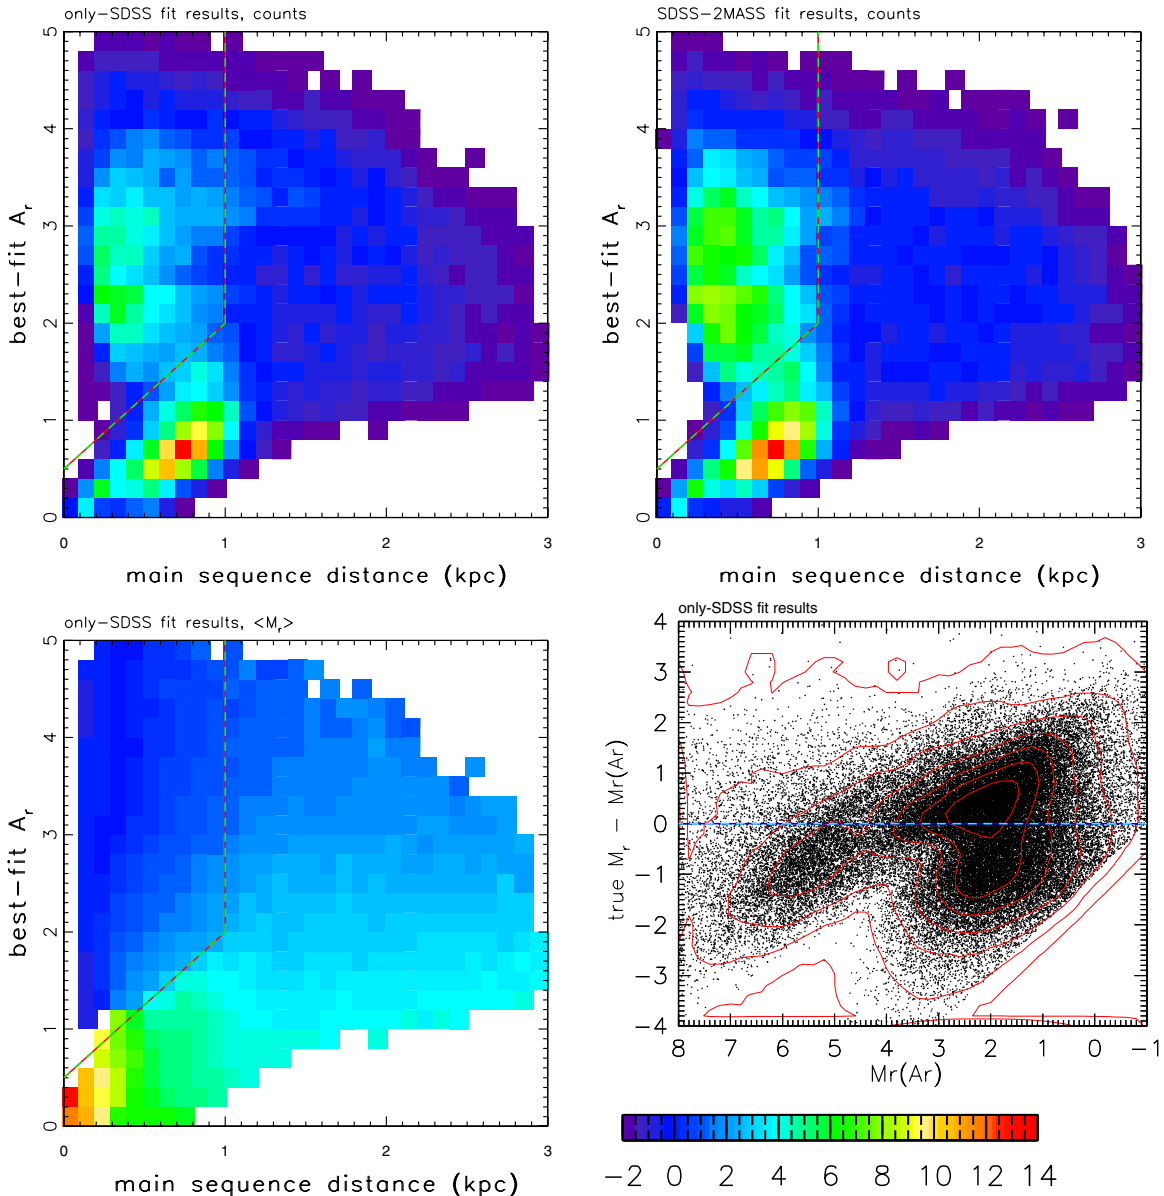 only-SDSS fit results, counts
5
4
3
2
1
0
best-fit A_r
0 1 2 3
main sequence distance (kpc)
SDSS-2MASS fit results, counts
5
4
3
2
1
0
best-fit A_r
0 1 2 3
main sequence distance (kpc)
only-SDSS fit results, <M_r>
5
4
3
2
1
0
best-fit A_r
0 1 2 3
main sequence distance (kpc)
only-SDSS fit results
4
3
2
1
0
-1
-2
-3
-4
true M_r - Mr(Ar)
8 7 6 5 4 3 2 1 0 -1
Mr(Ar)
-2 0 2 4 6 8 10 12 14